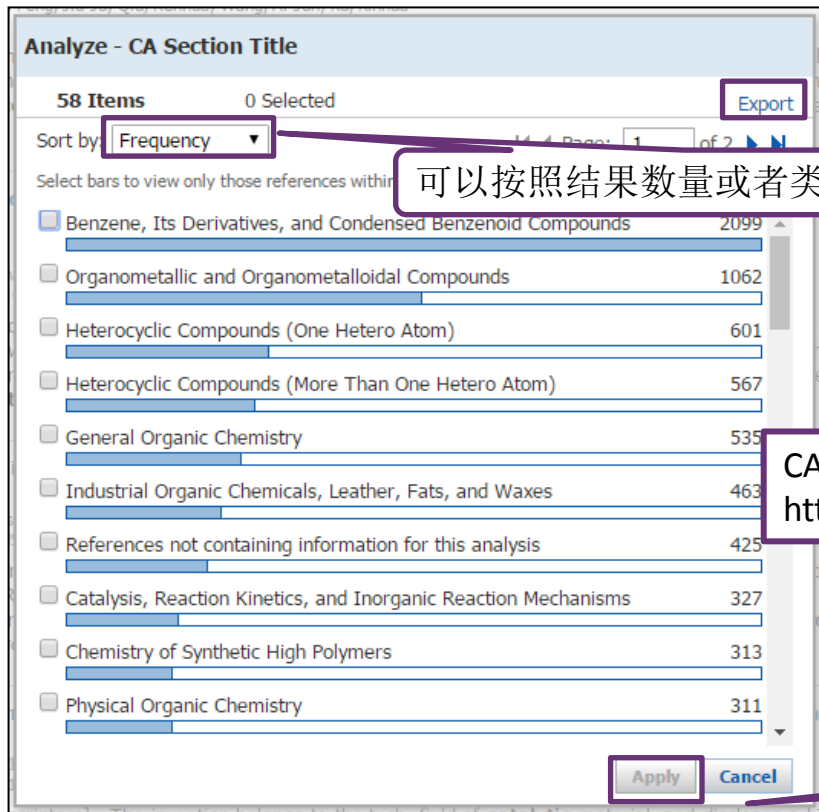 Analyze - CA Section Title
58 Items 0 Selected Export
Sort by: Frequency Page: 1 of 2
Select bars to view only those references within
可以按照结果数量或者类
Benzene, Its Derivatives, and Condensed Benzenoid Compounds 2099
Organometallic and Organometalloidal Compounds 1062
Heterocyclic Compounds (One Hetero Atom) 601
Heterocyclic Compounds (More Than One Hetero Atom) 567
General Organic Chemistry 535
CA
htt
Industrial Organic Chemicals, Leather, Fats, and Waxes 463
References not containing information for this analysis 425
Catalysis, Reaction Kinetics, and Inorganic Reaction Mechanisms 327
Chemistry of Synthetic High Polymers 313
Physical Organic Chemistry 311
Apply Cancel